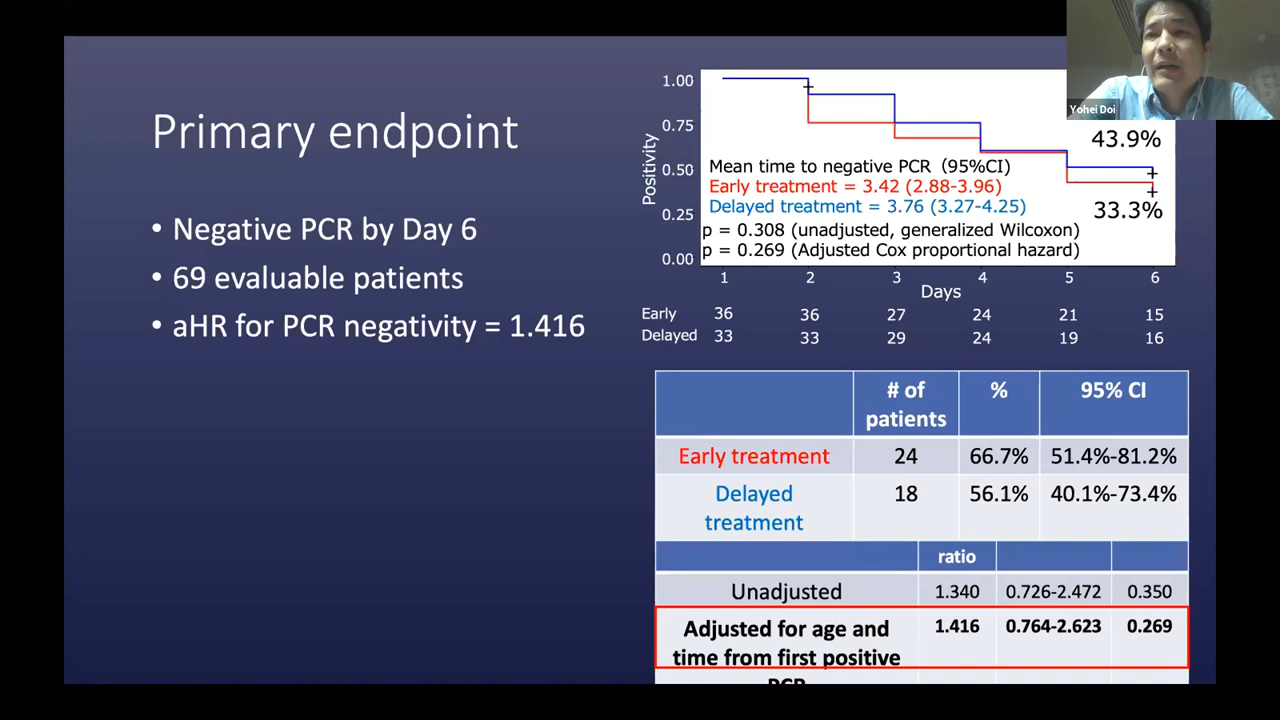 Primary endpoint
• Negative PCR by Day 6
• 69 evaluable patients
• aHR for PCR negativity = 1.416
Yohei Doi
Positivity
1.00
0.75
0.50
0.25
0.00
43.9%
33.3%
Mean time to negative PCR (95%CI)
Early treatment = 3.42 (2.88-3.96)
Delayed treatment = 3.76 (3.27-4.25)
p = 0.308 (unadjusted, generalized Wilcoxon)
p = 0.269 (Adjusted Cox proportional hazard)
1 2 3 4 5 6
Days
Early 36 36 27 24 21 15
Delayed 33 33 29 24 19 16
# of patients % 95% CI
Early treatment 24 66.7% 51.4%-81.2%
Delayed treatment 18 56.1% 40.1%-73.4%
ratio
Unadjusted 1.340 0.726-2.472 0.350
Adjusted for age and 1.416 0.764-2.623 0.269
time from first positive
PCR